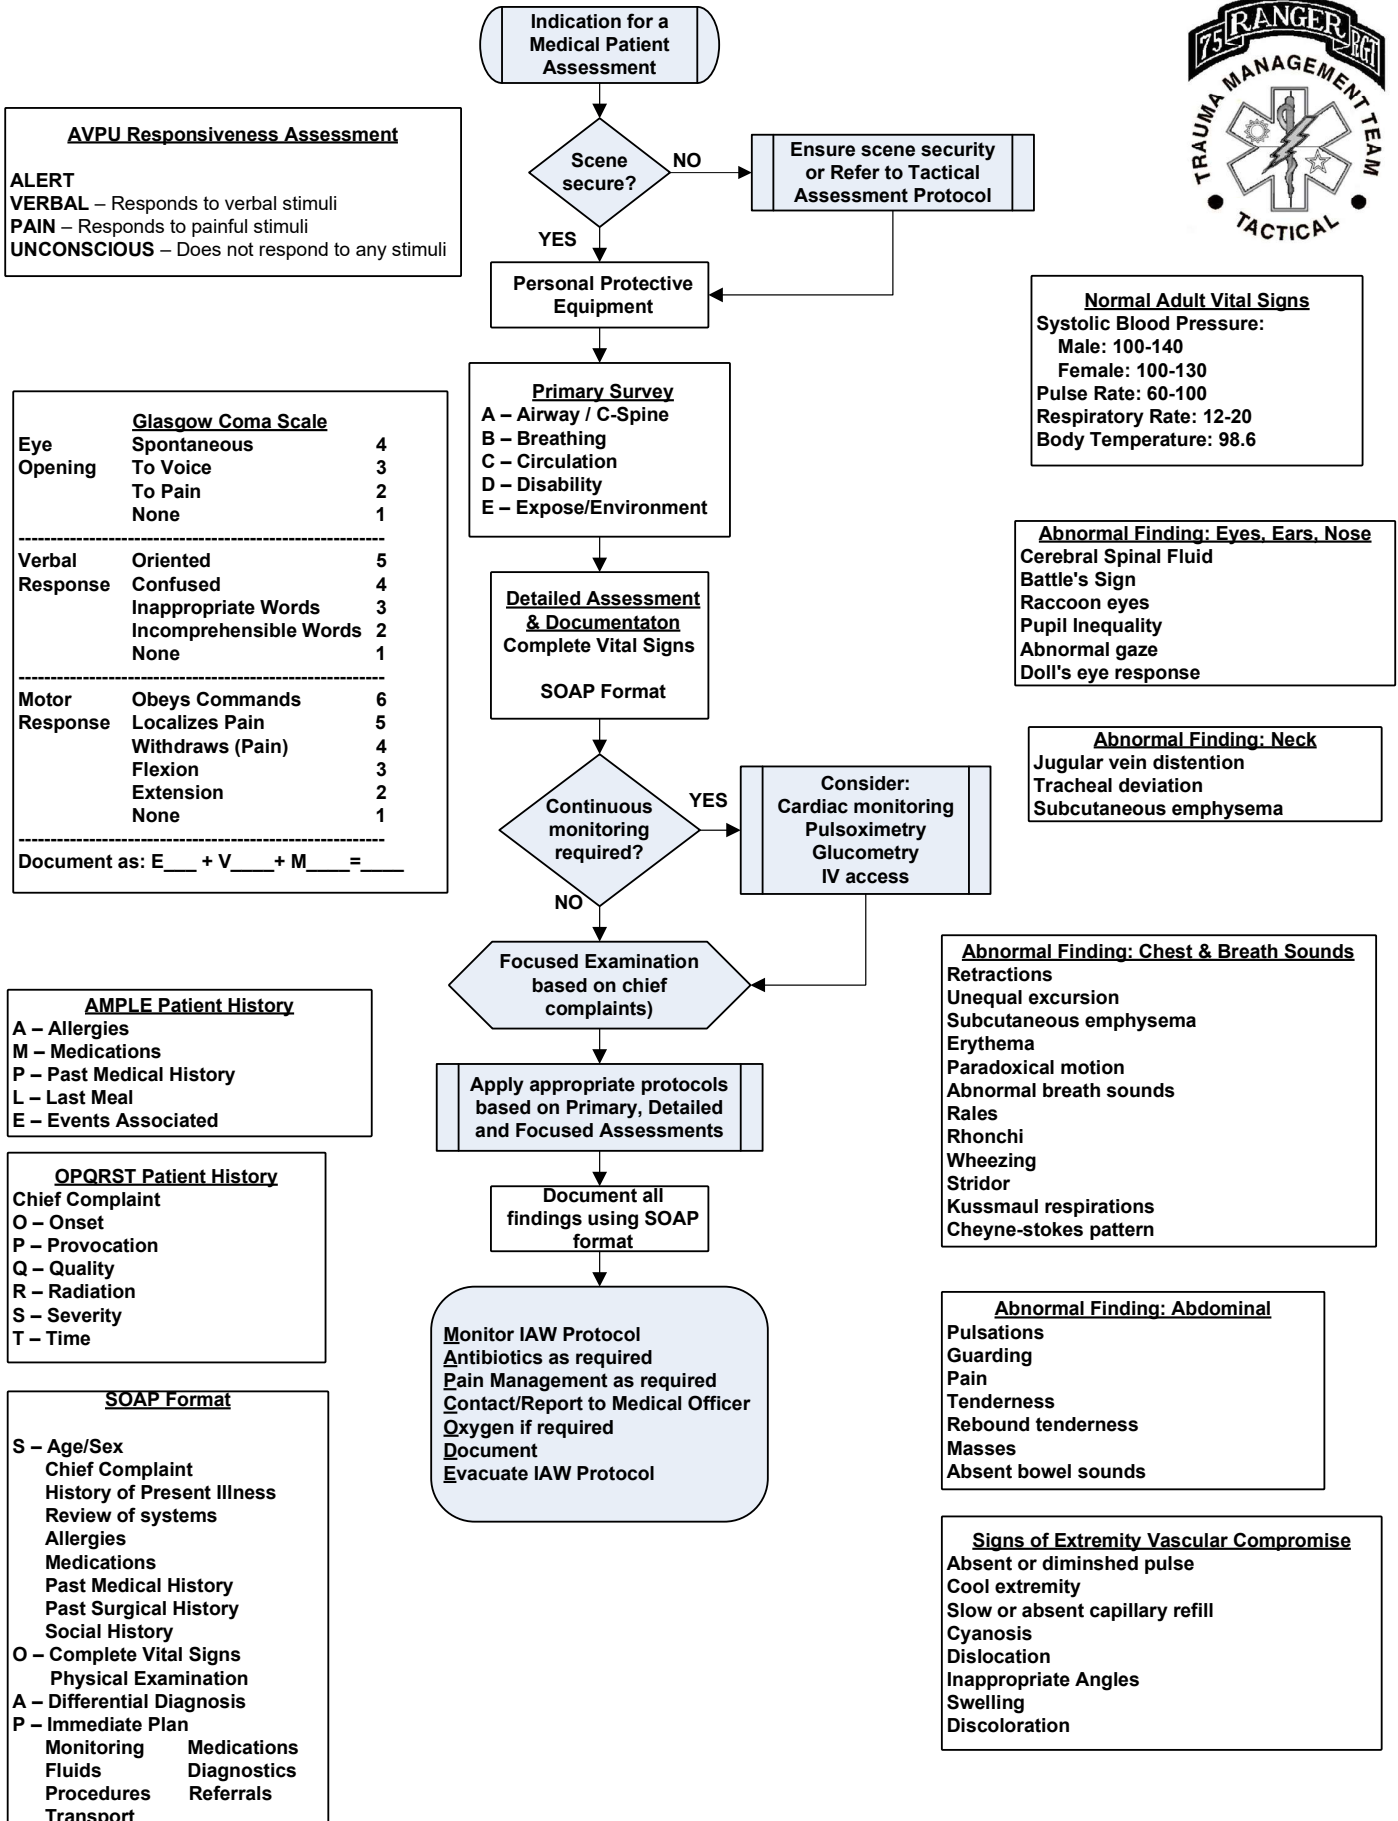 Indication for a
Medical Patient
Assessment
75 RANGER RGT
TRAUMA MANAGEMENT TEAM
TACTICAL
AVPU Responsiveness Assessment
ALERT
VERBAL – Responds to verbal stimuli
PAIN – Responds to painful stimuli
UNCONSCIOUS – Does not respond to any stimuli
Scene
secure?
NO
Ensure scene security
or Refer to Tactical
Assessment Protocol
YES
Personal Protective
Equipment
Normal Adult Vital Signs
Systolic Blood Pressure:
Male: 100-140
Female: 100-130
Pulse Rate: 60-100
Respiratory Rate: 12-20
Body Temperature: 98.6
Primary Survey
A – Airway / C-Spine
B – Breathing
C – Circulation
D – Disability
E – Expose/Environment
Glasgow Coma Scale
Eye Spontaneous 4
Opening To Voice 3
To Pain 2
None 1
--------------------------------------------------------
Verbal Oriented 5
Response Confused 4
Inappropriate Words 3
Incomprehensible Words 2
None 1
--------------------------------------------------------
Motor Obeys Commands 6
Response Localizes Pain 5
Withdraws (Pain) 4
Flexion 3
Extension 2
None 1
--------------------------------------------------------
Document as: E___ + V____+ M____=____
Abnormal Finding: Eyes, Ears, Nose
Cerebral Spinal Fluid
Battle's Sign
Raccoon eyes
Pupil Inequality
Abnormal gaze
Doll's eye response
Detailed Assessment
& Documentaton
Complete Vital Signs
SOAP Format
Abnormal Finding: Neck
Jugular vein distention
Tracheal deviation
Subcutaneous emphysema
Continuous
monitoring
required?
YES
Consider:
Cardiac monitoring
Pulsoximetry
Glucometry
IV access
NO
Focused Examination
based on chief
complaints)
Abnormal Finding: Chest & Breath Sounds
Retractions
Unequal excursion
Subcutaneous emphysema
Erythema
Paradoxical motion
Abnormal breath sounds
Rales
Rhonchi
Wheezing
Stridor
Kussmaul respirations
Cheyne-stokes pattern
AMPLE Patient History
A – Allergies
M – Medications
P – Past Medical History
L – Last Meal
E – Events Associated
Apply appropriate protocols
based on Primary, Detailed
and Focused Assessments
OPQRST Patient History
Chief Complaint
O – Onset
P – Provocation
Q – Quality
R – Radiation
S – Severity
T – Time
Document all
findings using SOAP
format
Monitor IAW Protocol
Antibiotics as required
Pain Management as required
Contact/Report to Medical Officer
Oxygen if required
Document
Evacuate IAW Protocol
Abnormal Finding: Abdominal
Pulsations
Guarding
Pain
Tenderness
Rebound tenderness
Masses
Absent bowel sounds
SOAP Format
S – Age/Sex
Chief Complaint
History of Present Illness
Review of systems
Allergies
Medications
Past Medical History
Past Surgical History
Social History
O – Complete Vital Signs
Physical Examination
A – Differential Diagnosis
P – Immediate Plan
Monitoring Medications
Fluids Diagnostics
Procedures Referrals
Transport
Signs of Extremity Vascular Compromise
Absent or diminshed pulse
Cool extremity
Slow or absent capillary refill
Cyanosis
Dislocation
Inappropriate Angles
Swelling
Discoloration